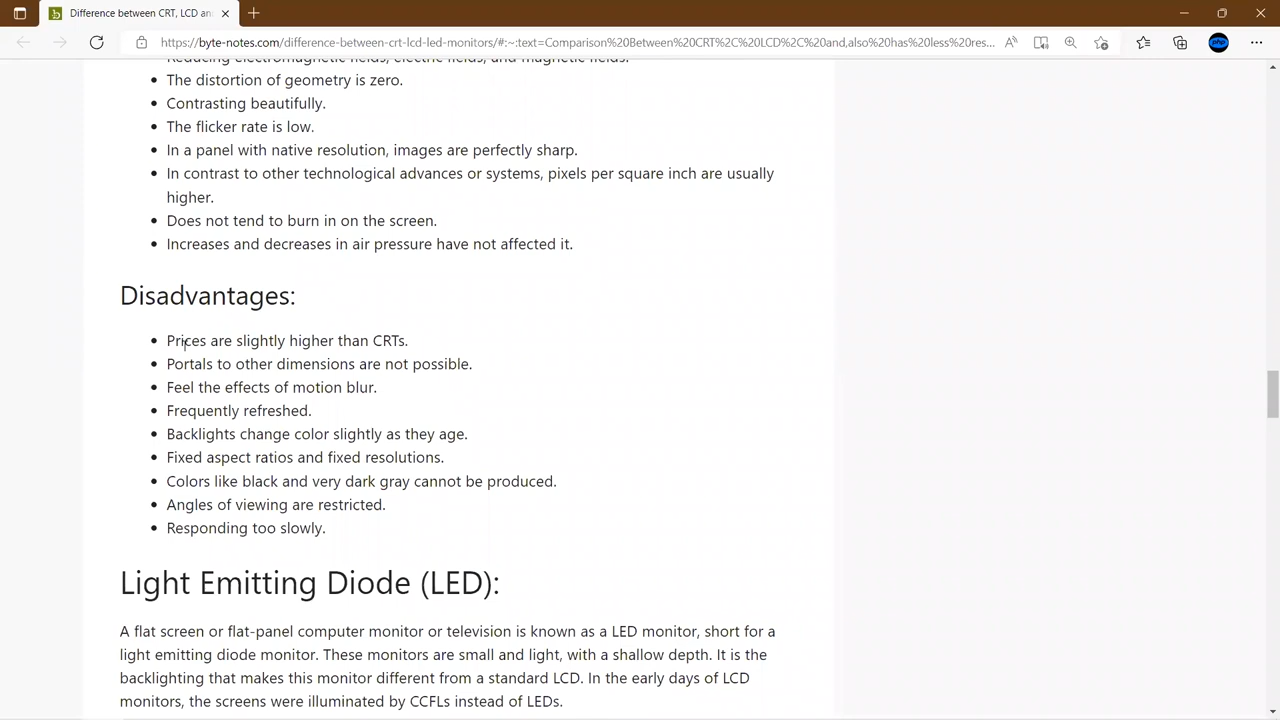 Difference between CRT, LCD an
https://byte-notes.com/difference-between-crt-lcd-led-monitors/#:~:text=Comparison%20Between%20CRT%2C%20LCD%2C%20and,also%20has%20less%20res...
Reducing electromagnetic fields, electric fields, and magnetic fields.
• The distortion of geometry is zero.
• Contrasting beautifully.
• The flicker rate is low.
• In a panel with native resolution, images are perfectly sharp.
• In contrast to other technological advances or systems, pixels per square inch are usually
higher.
• Does not tend to burn in on the screen.
• Increases and decreases in air pressure have not affected it.
Disadvantages:
• Prices are slightly higher than CRTs.
• Portals to other dimensions are not possible.
• Feel the effects of motion blur.
• Frequently refreshed.
• Backlights change color slightly as they age.
• Fixed aspect ratios and fixed resolutions.
• Colors like black and very dark gray cannot be produced.
• Angles of viewing are restricted.
• Responding too slowly.
Light Emitting Diode (LED):
A flat screen or flat-panel computer monitor or television is known as a LED monitor, short for a
light emitting diode monitor. These monitors are small and light, with a shallow depth. It is the
backlighting that makes this monitor different from a standard LCD. In the early days of LCD
monitors, the screens were illuminated by CCFLs instead of LEDs.